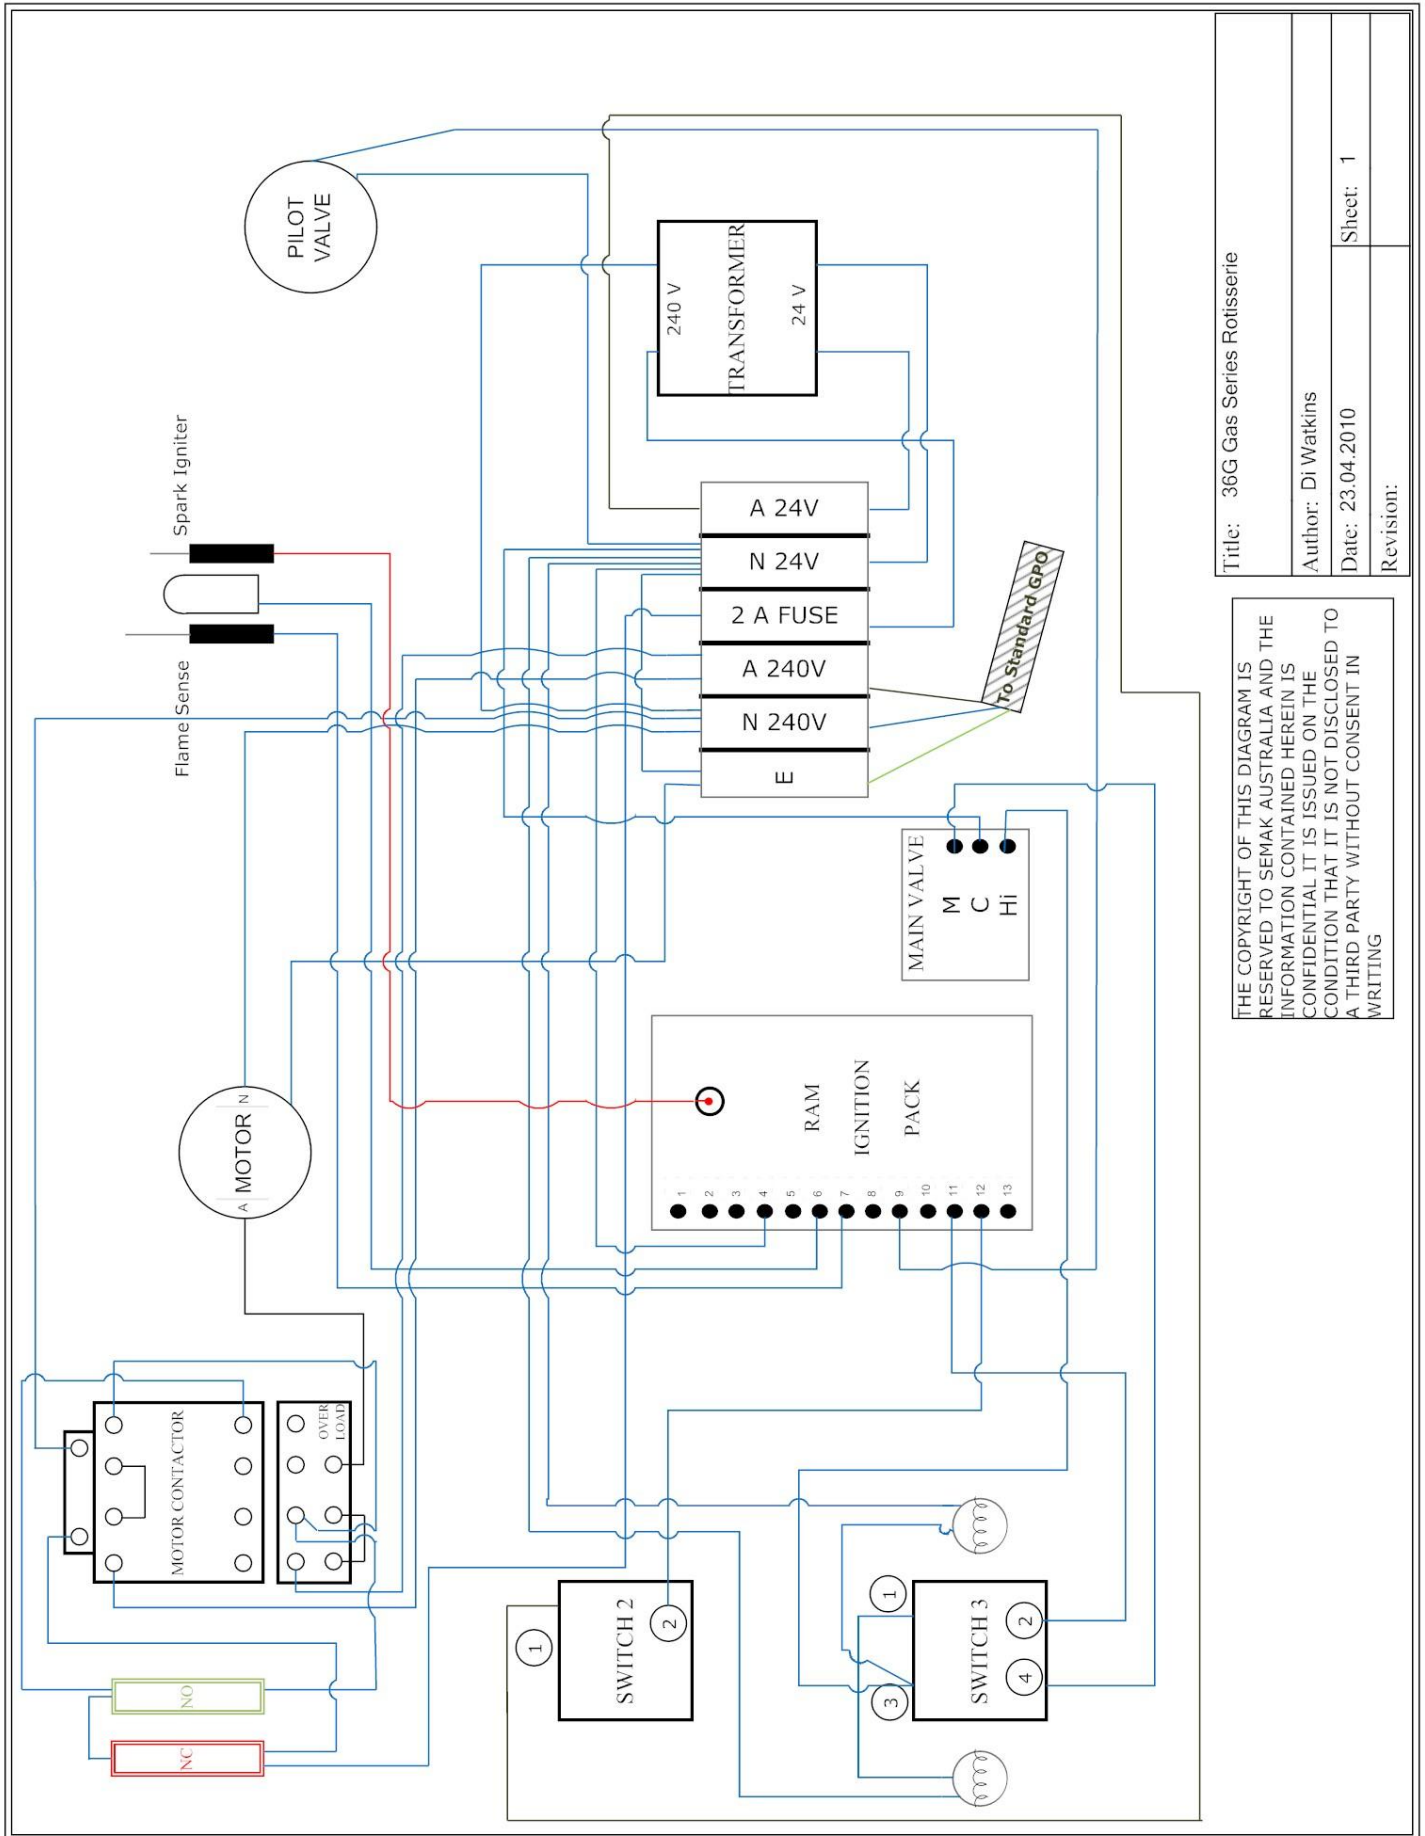 PILOT
VALVE
Spark Igniter
Flame Sense
240 V
TRANSFORMER
24 V
A 24V
N 24V
2 A FUSE
A 240V
N 240V
E
To Standard GPO
MAIN VALVE
M
C
Hi
A
MOTOR
N
RAM
IGNITION
PACK
1
2
3
4
5
6
7
8
9
10
11
12
13
MOTOR CONTACTOR
OVER
LOAD
NO
NC
1
SWITCH 2
2
1
3
SWITCH 3
2
4
THE COPYRIGHT OF THIS DIAGRAM IS
RESERVED TO SEMAK AUSTRALIA AND THE
INFORMATION CONTAINED HEREIN IS
CONFIDENTIAL IT IS ISSUED ON THE
CONDITION THAT IT IS NOT DISCLOSED TO
A THIRD PARTY WITHOUT CONSENT IN
WRITING
Title: 36G Gas Series Rotisserie
Author: Di Watkins
Date: 23.04.2010
Sheet: 1
Revision: